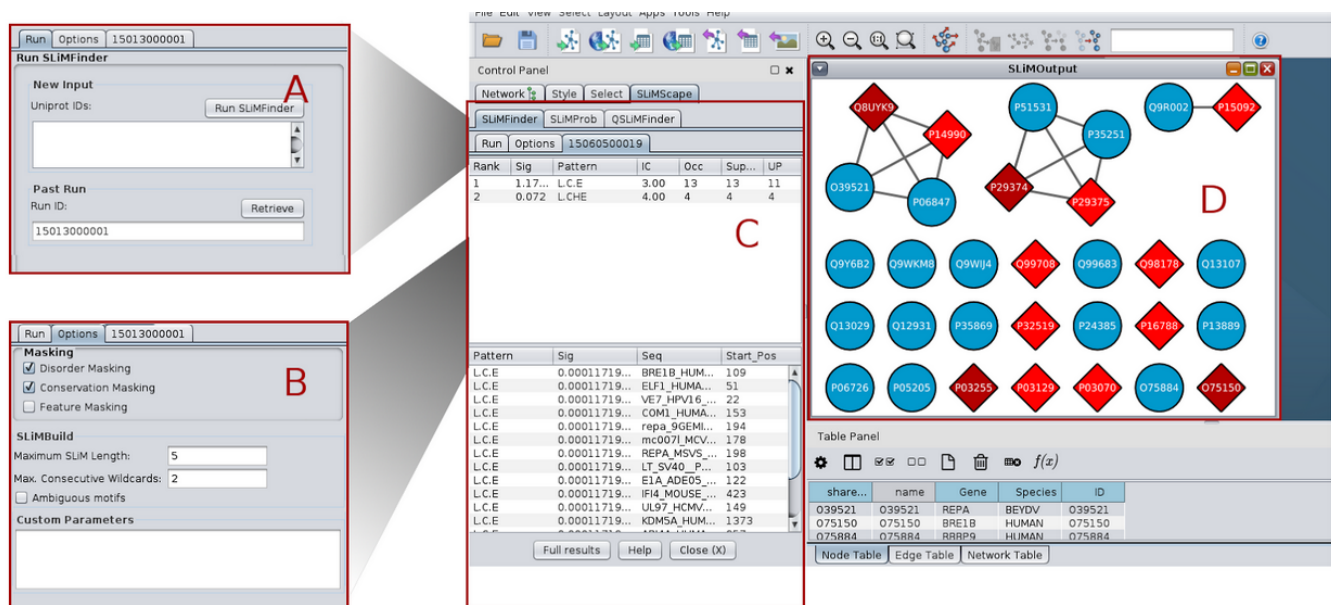 Run Options 15013000001
Run SLiMFinder
New Input
Uniprot IDs: Run SLiMFinder
A
Past Run
Run ID: Retrieve
15013000001
Run Options 15013000001
Masking
Disorder Masking
Conservation Masking
Feature Masking
B
SLiMBuild
Maximum SLiM Length: 5
Max. Consecutive Wildcards: 2
Ambiguous motifs
Custom Parameters
File Edit View Select Layout Apps Tools Help
Control Panel
Network Style Select SLiMScape
SLiMFinder SLiMProb QSLiMFinder
Run Options 15060500019
Rank Sig Pattern IC Occ Sup... UP
1 1.17... L.C.E 3.00 13 13 11
2 0.072 L.CHE 4.00 4 4 4
C
Pattern Sig Seq Start_Pos
L.C.E 0.00011719... BRE1B_HUM... 109
L.C.E 0.00011719... ELF1_HUMA... 51
L.C.E 0.00011719... VE7_HPV16_... 22
L.C.E 0.00011719... COM1_HUMA... 153
L.C.E 0.00011719... repa_9GEMI... 194
L.C.E 0.00011719... mc007l_MCV... 178
L.C.E 0.00011719... REPA_MSVS_... 198
L.C.E 0.00011719... LT_SV40__P... 103
L.C.E 0.00011719... E1A_ADE05_... 122
L.C.E 0.00011719... IFI4_MOUSE_... 423
L.C.E 0.00011719... UL97_HCMV... 149
L.C.E 0.00011719... KDM5A_HUM... 1373
L.C.E 0.00011719...
Full results Help Close (X)
SLiMOutput
Q8UYK9 P14990 O39521 P06847
P51531 P35251 P29374 P29375
Q9R002 P15092
D
Q9Y6B2 Q9WKM8 Q9WIJ4 Q99708 Q99683 Q98178 Q13107
Q13029 Q12931 P35869 P32519 P24385 P16788 P13889
P06726 P05205 P03255 P03129 P03070 O75884 O75150
Table Panel
f(x)
share... name Gene Species ID
O39521 O39521 REPA BEYDV O39521
O75150 O75150 BRE1B HUMAN O75150
O75884 O75884 RBBP9 HUMAN O75884
Node Table Edge Table Network Table